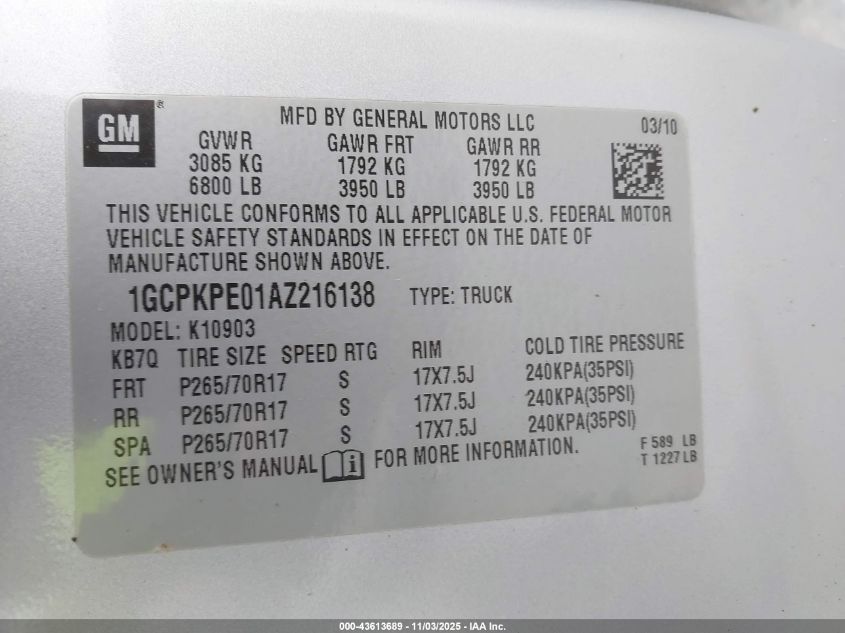 GM ®
MFD BY GENERAL MOTORS LLC 03/10
GVWR GAWR FRT GAWR RR
3085 KG 1792 KG 1792 KG
6800 LB 3950 LB 3950 LB
THIS VEHICLE CONFORMS TO ALL APPLICABLE U.S. FEDERAL MOTOR
VEHICLE SAFETY STANDARDS IN EFFECT ON THE DATE OF
MANUFACTURE SHOWN ABOVE.
1GCPKPE01AZ216138 TYPE: TRUCK
MODEL: K10903
KB7Q TIRE SIZE SPEED RTG RIM COLD TIRE PRESSURE
FRT P265/70R17 S 17X7.5J 240KPA(35PSI)
RR P265/70R17 S 17X7.5J 240KPA(35PSI)
SPA P265/70R17 S 17X7.5J 240KPA(35PSI)
SEE OWNER'S MANUAL i FOR MORE INFORMATION.
F 589 LB
T 1227 LB
000-43613689 - 11/03/2025 - IAA Inc.